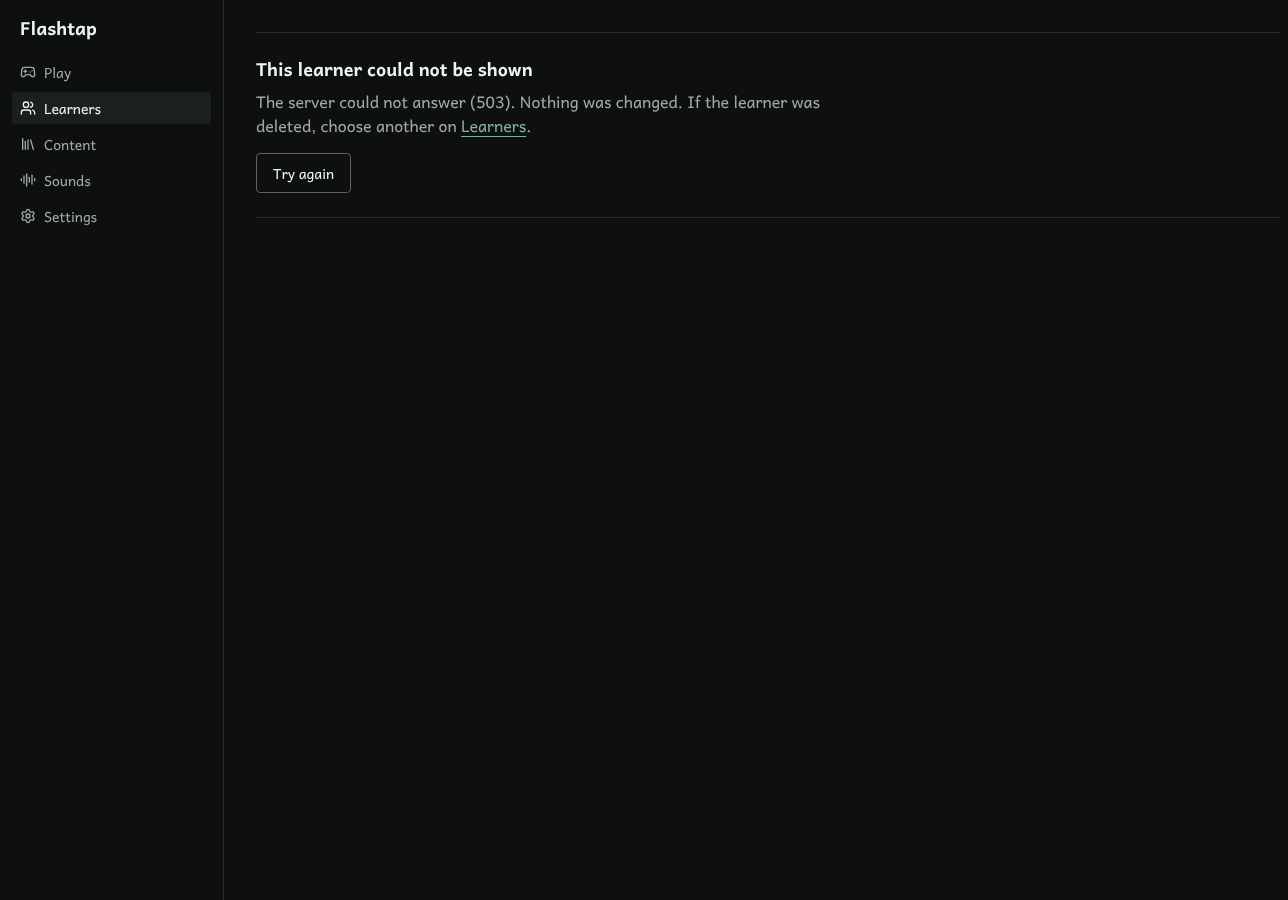 Flashtap
Play
Learners
Content
Sounds
Settings
This learner could not be shown
The server could not answer (503). Nothing was changed. If the learner was
deleted, choose another on Learners.
Try again